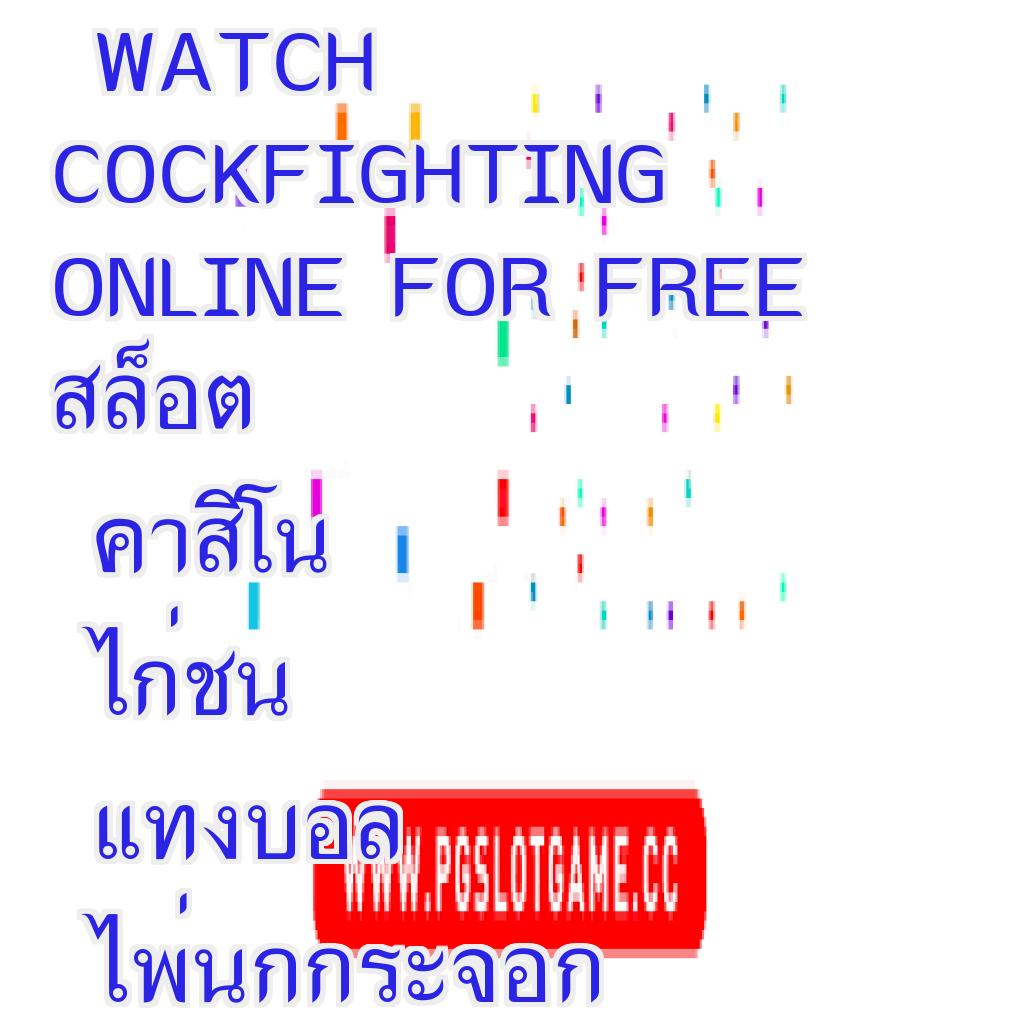 WATCH
COCKFIGHTING
ONLINE FOR FREE
สล็อต
คาสิโน
ไก่ชน
แทงบอล
WWW.PGSLOTGAME.CC
ไพ่นกกระจอก